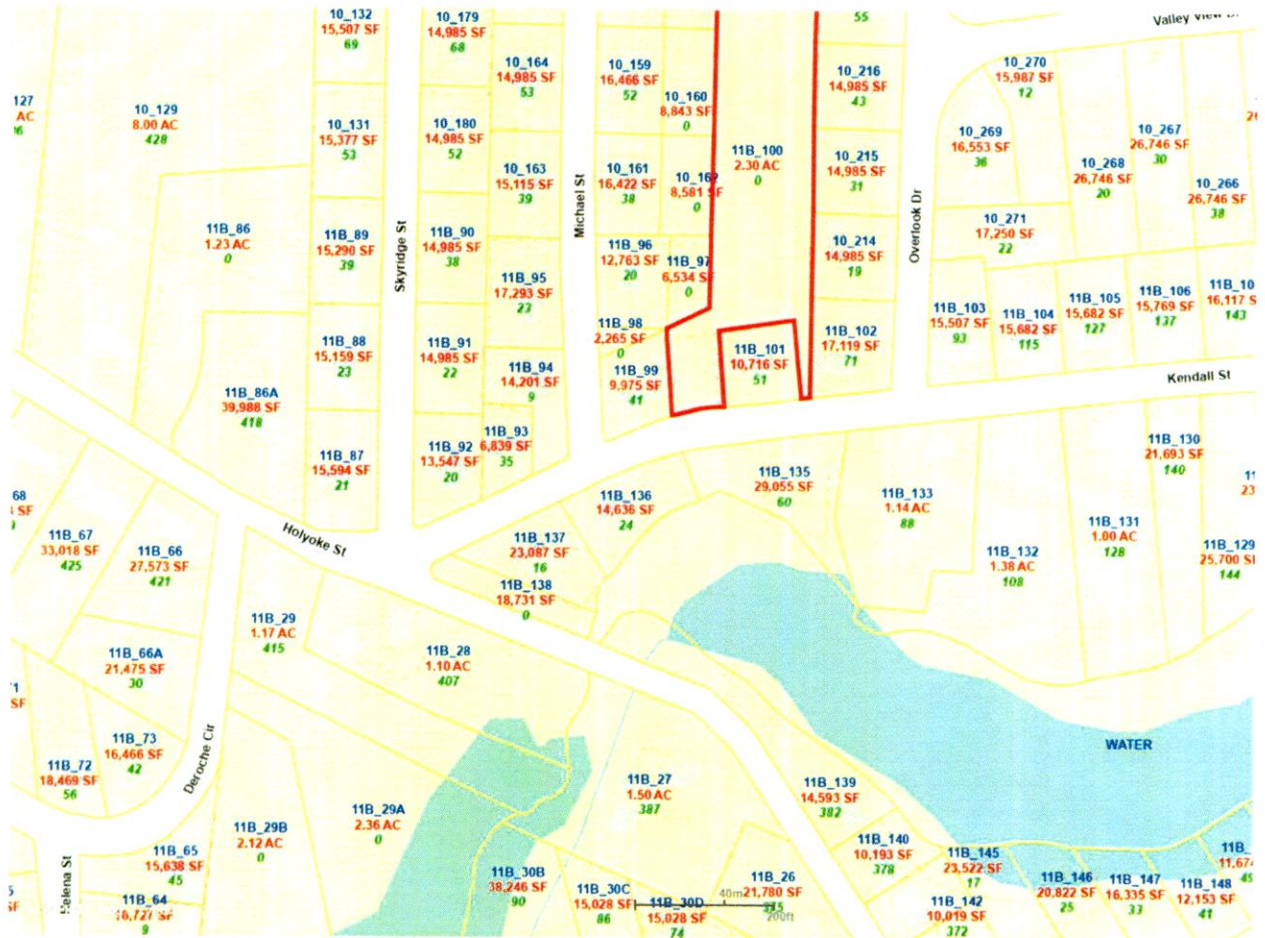 10_132
15,507 SF
69
10_179
14,985 SF
68
55
Valley View Dr
127
AC
10_129
8.00 AC
428
10_131
15,377 SF
53
10_180
14,985 SF
52
10_164
14,985 SF
53
10_159
16,466 SF
52
10_160
8,843 SF
0
11B_100
2.30 AC
0
10_216
14,985 SF
43
10_270
15,987 SF
12
10_269
16,553 SF
36
10_267
26,746 SF
30
10_268
26,746 SF
20
10_266
26,746 SF
38
10_163
15,115 SF
39
10_161
16,422 SF
38
8,581 SF
0
10_215
14,985 SF
31
10_271
17,250 SF
22
Skyridge St
Michael St
Overlook Dr
11B_86
1.23 AC
0
11B_89
15,290 SF
39
11B_90
14,985 SF
38
11B_95
17,293 SF
23
11B_96
12,763 SF
20
11B_97
6,534 SF
0
10_214
14,985 SF
19
11B_103
15,507 SF
93
11B_104
15,682 SF
115
11B_105
15,682 SF
127
11B_106
15,769 SF
137
11B_10
16,117 S
143
11B_88
15,159 SF
23
11B_91
14,985 SF
22
11B_94
14,201 SF
9
11B_98
2,265 SF
0
11B_99
9,975 SF
41
11B_101
10,716 SF
51
11B_102
17,119 SF
71
Kendall St
11B_86A
39,988 SF
418
11B_87
15,594 SF
21
11B_92
13,547 SF
20
11B_93
6,839 SF
35
11B_136
14,636 SF
24
11B_135
29,055 SF
60
11B_133
1.14 AC
88
11B_132
1.38 AC
108
11B_131
1.00 AC
128
11B_130
21,693 SF
140
11
23
11B_129
25,700 SF
144
68
SF
11B_67
33,018 SF
425
11B_66
27,573 SF
421
Holyoke St
11B_137
23,087 SF
16
11B_138
18,731 SF
0
11B_29
1.17 AC
415
11B_28
1.10 AC
407
11B_66A
21,475 SF
30
SF
11B_73
16,466 SF
42
11B_72
18,469 SF
56
Deroche Cir
WATER
11B_27
1.50 AC
387
11B_139
14,593 SF
382
11B_29A
2.36 AC
0
11B_29B
2.12 AC
0
11B_65
15,638 SF
45
Helena St
11B_64
16,727 SF
9
11B_30B
38,246 SF
90
11B_30C
15,028 SF
86
11B_30D
15,028 SF
74
11B_26
21,780 SF
40m
200ft
11B_140
10,193 SF
378
11B_145
23,522 SF
17
11B_142
10,019 SF
372
11B_146
20,822 SF
25
11B_147
16,335 SF
33
11B_148
12,153 SF
41
11B_
11,674